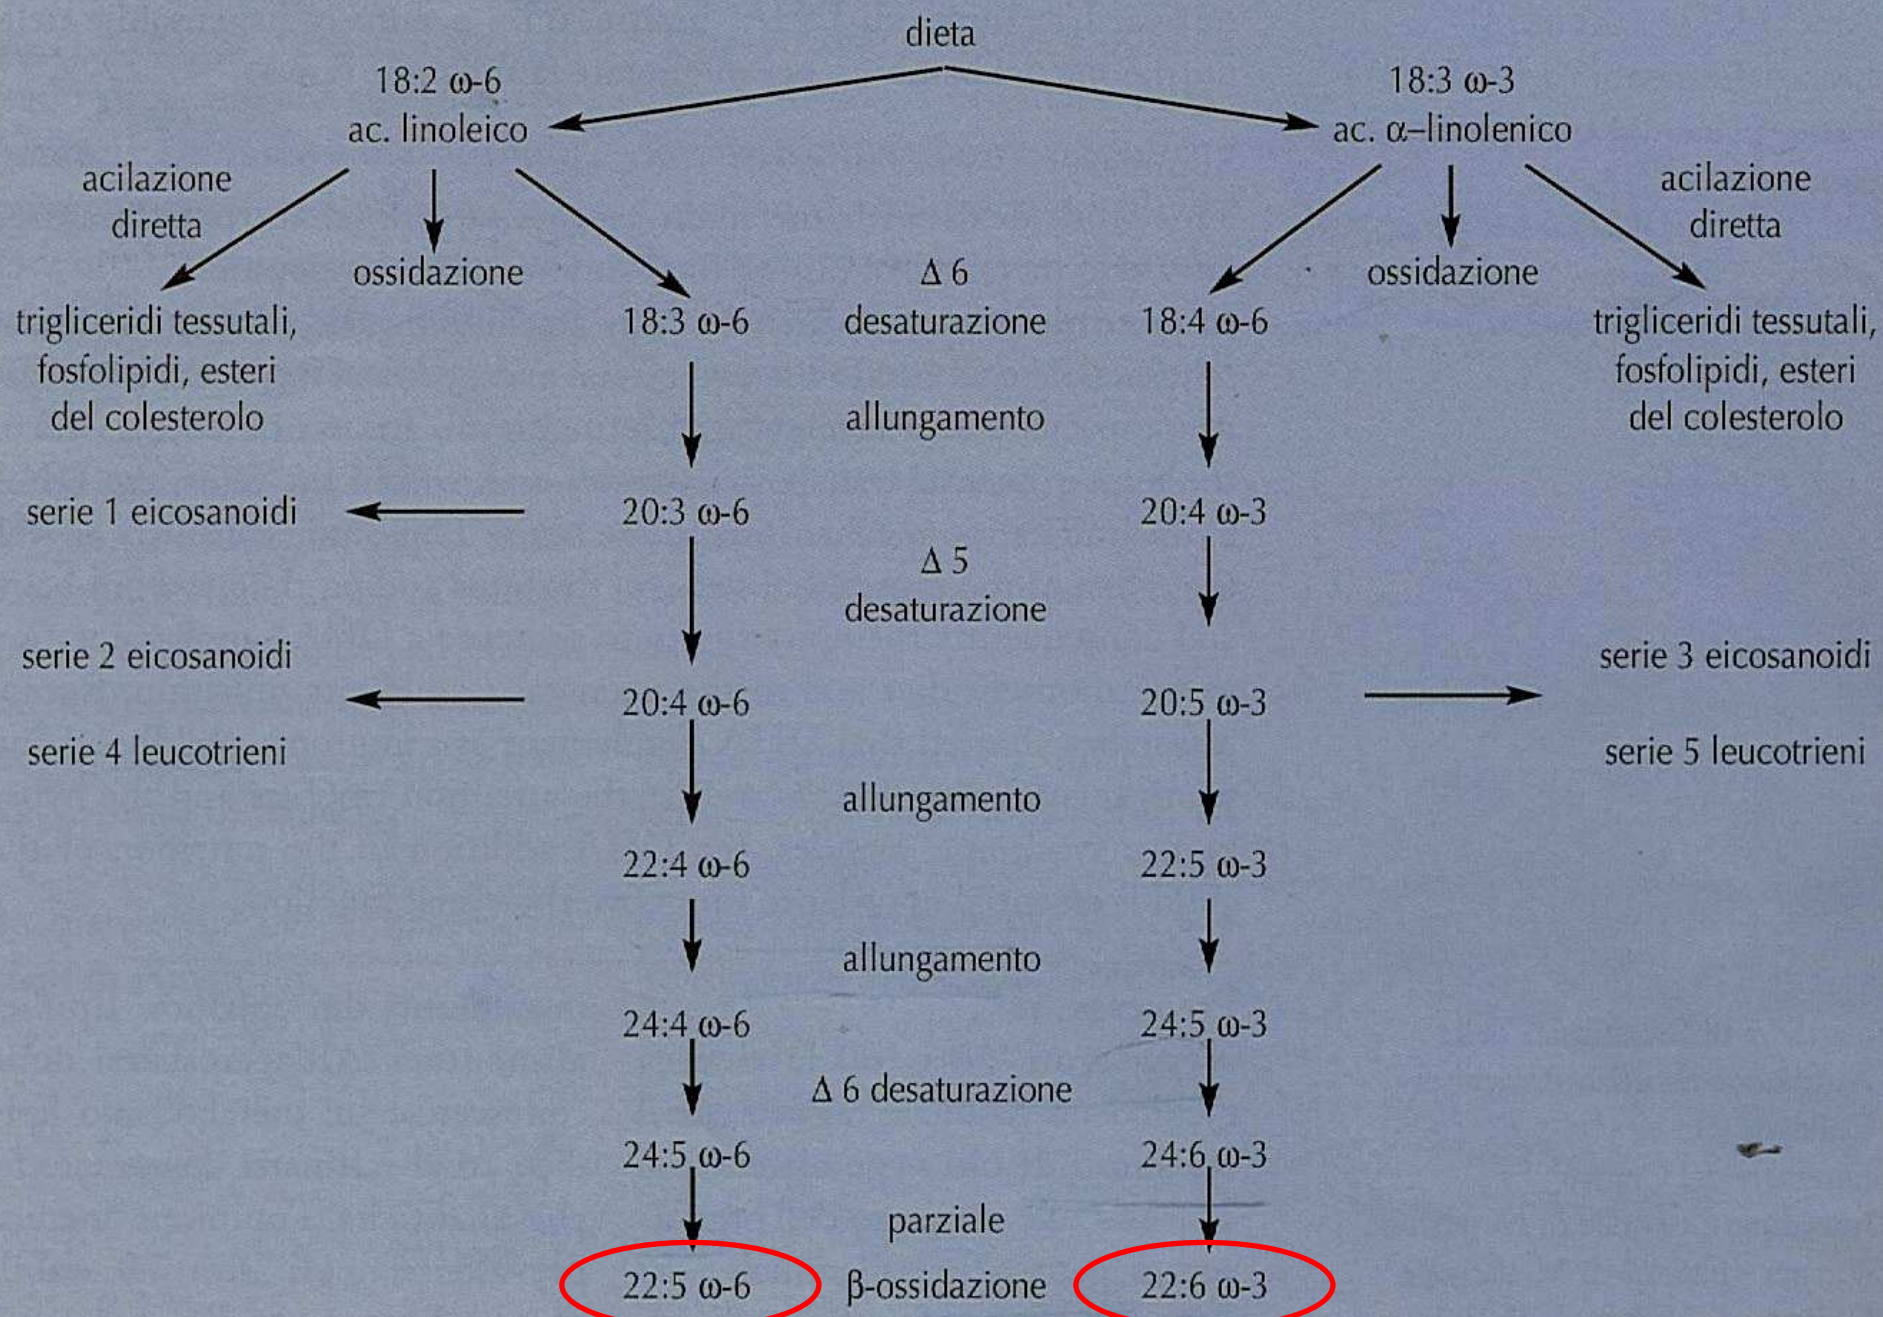 dieta
18:2 ω-6
ac. linoleico
18:3 ω-3
ac. α–linolenico
acilazione
diretta
acilazione
diretta
ossidazione
Δ 6
desaturazione
ossidazione
trigliceridi tessutali,
fosfolipidi, esteri
del colesterolo
18:3 ω-6
18:4 ω-6
trigliceridi tessutali,
fosfolipidi, esteri
del colesterolo
allungamento
serie 1 eicosanoidi
20:3 ω-6
20:4 ω-3
Δ 5
desaturazione
serie 2 eicosanoidi
serie 4 leucotrieni
20:4 ω-6
20:5 ω-3
serie 3 eicosanoidi
serie 5 leucotrieni
allungamento
22:4 ω-6
22:5 ω-3
allungamento
24:4 ω-6
24:5 ω-3
Δ 6 desaturazione
24:5 ω-6
24:6 ω-3
parziale
β-ossidazione
22:5 ω-6
22:6 ω-3